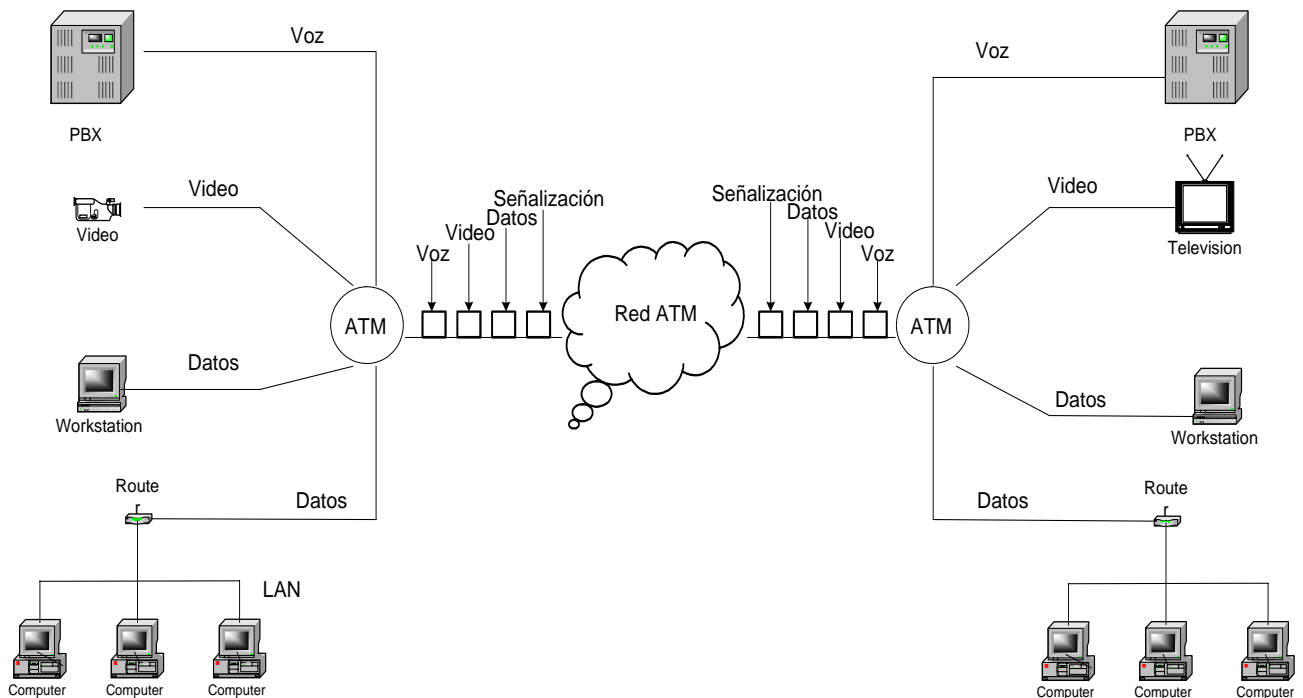 Voz
Voz
PBX
PBX
Video
Señalización
Señalización
Video
Datos
Datos
Video
Video
Video
Television
Voz
Voz
ATM
Red ATM
ATM
Datos
Datos
Workstation
Workstation
Route
Route
Datos
Datos
LAN
Computer
Computer
Computer
Computer
Computer
Computer